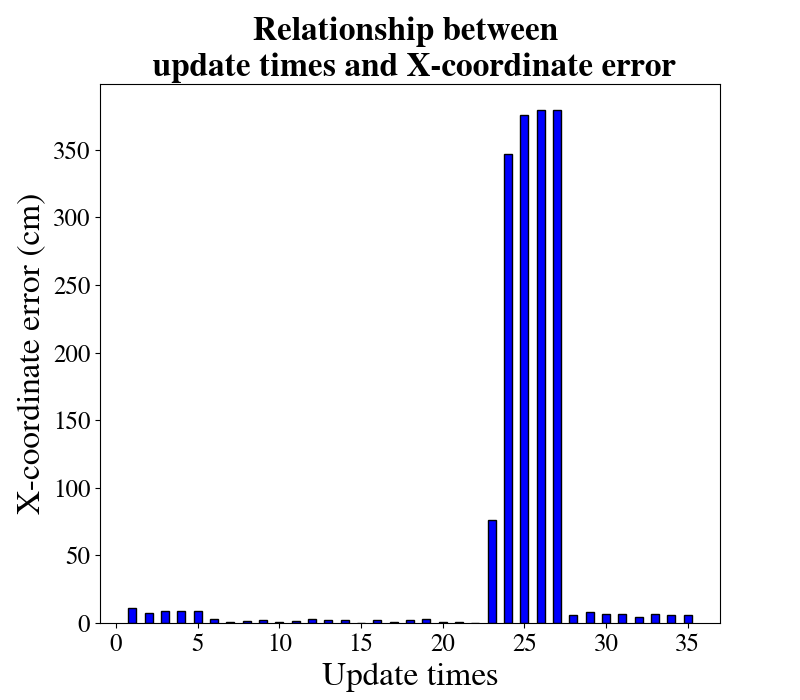 Relationship between
update times and X-coordinate error
X-coordinate error (cm)
350
300
250
200
150
100
50
0
0 5 10 15 20 25 30 35
Update times